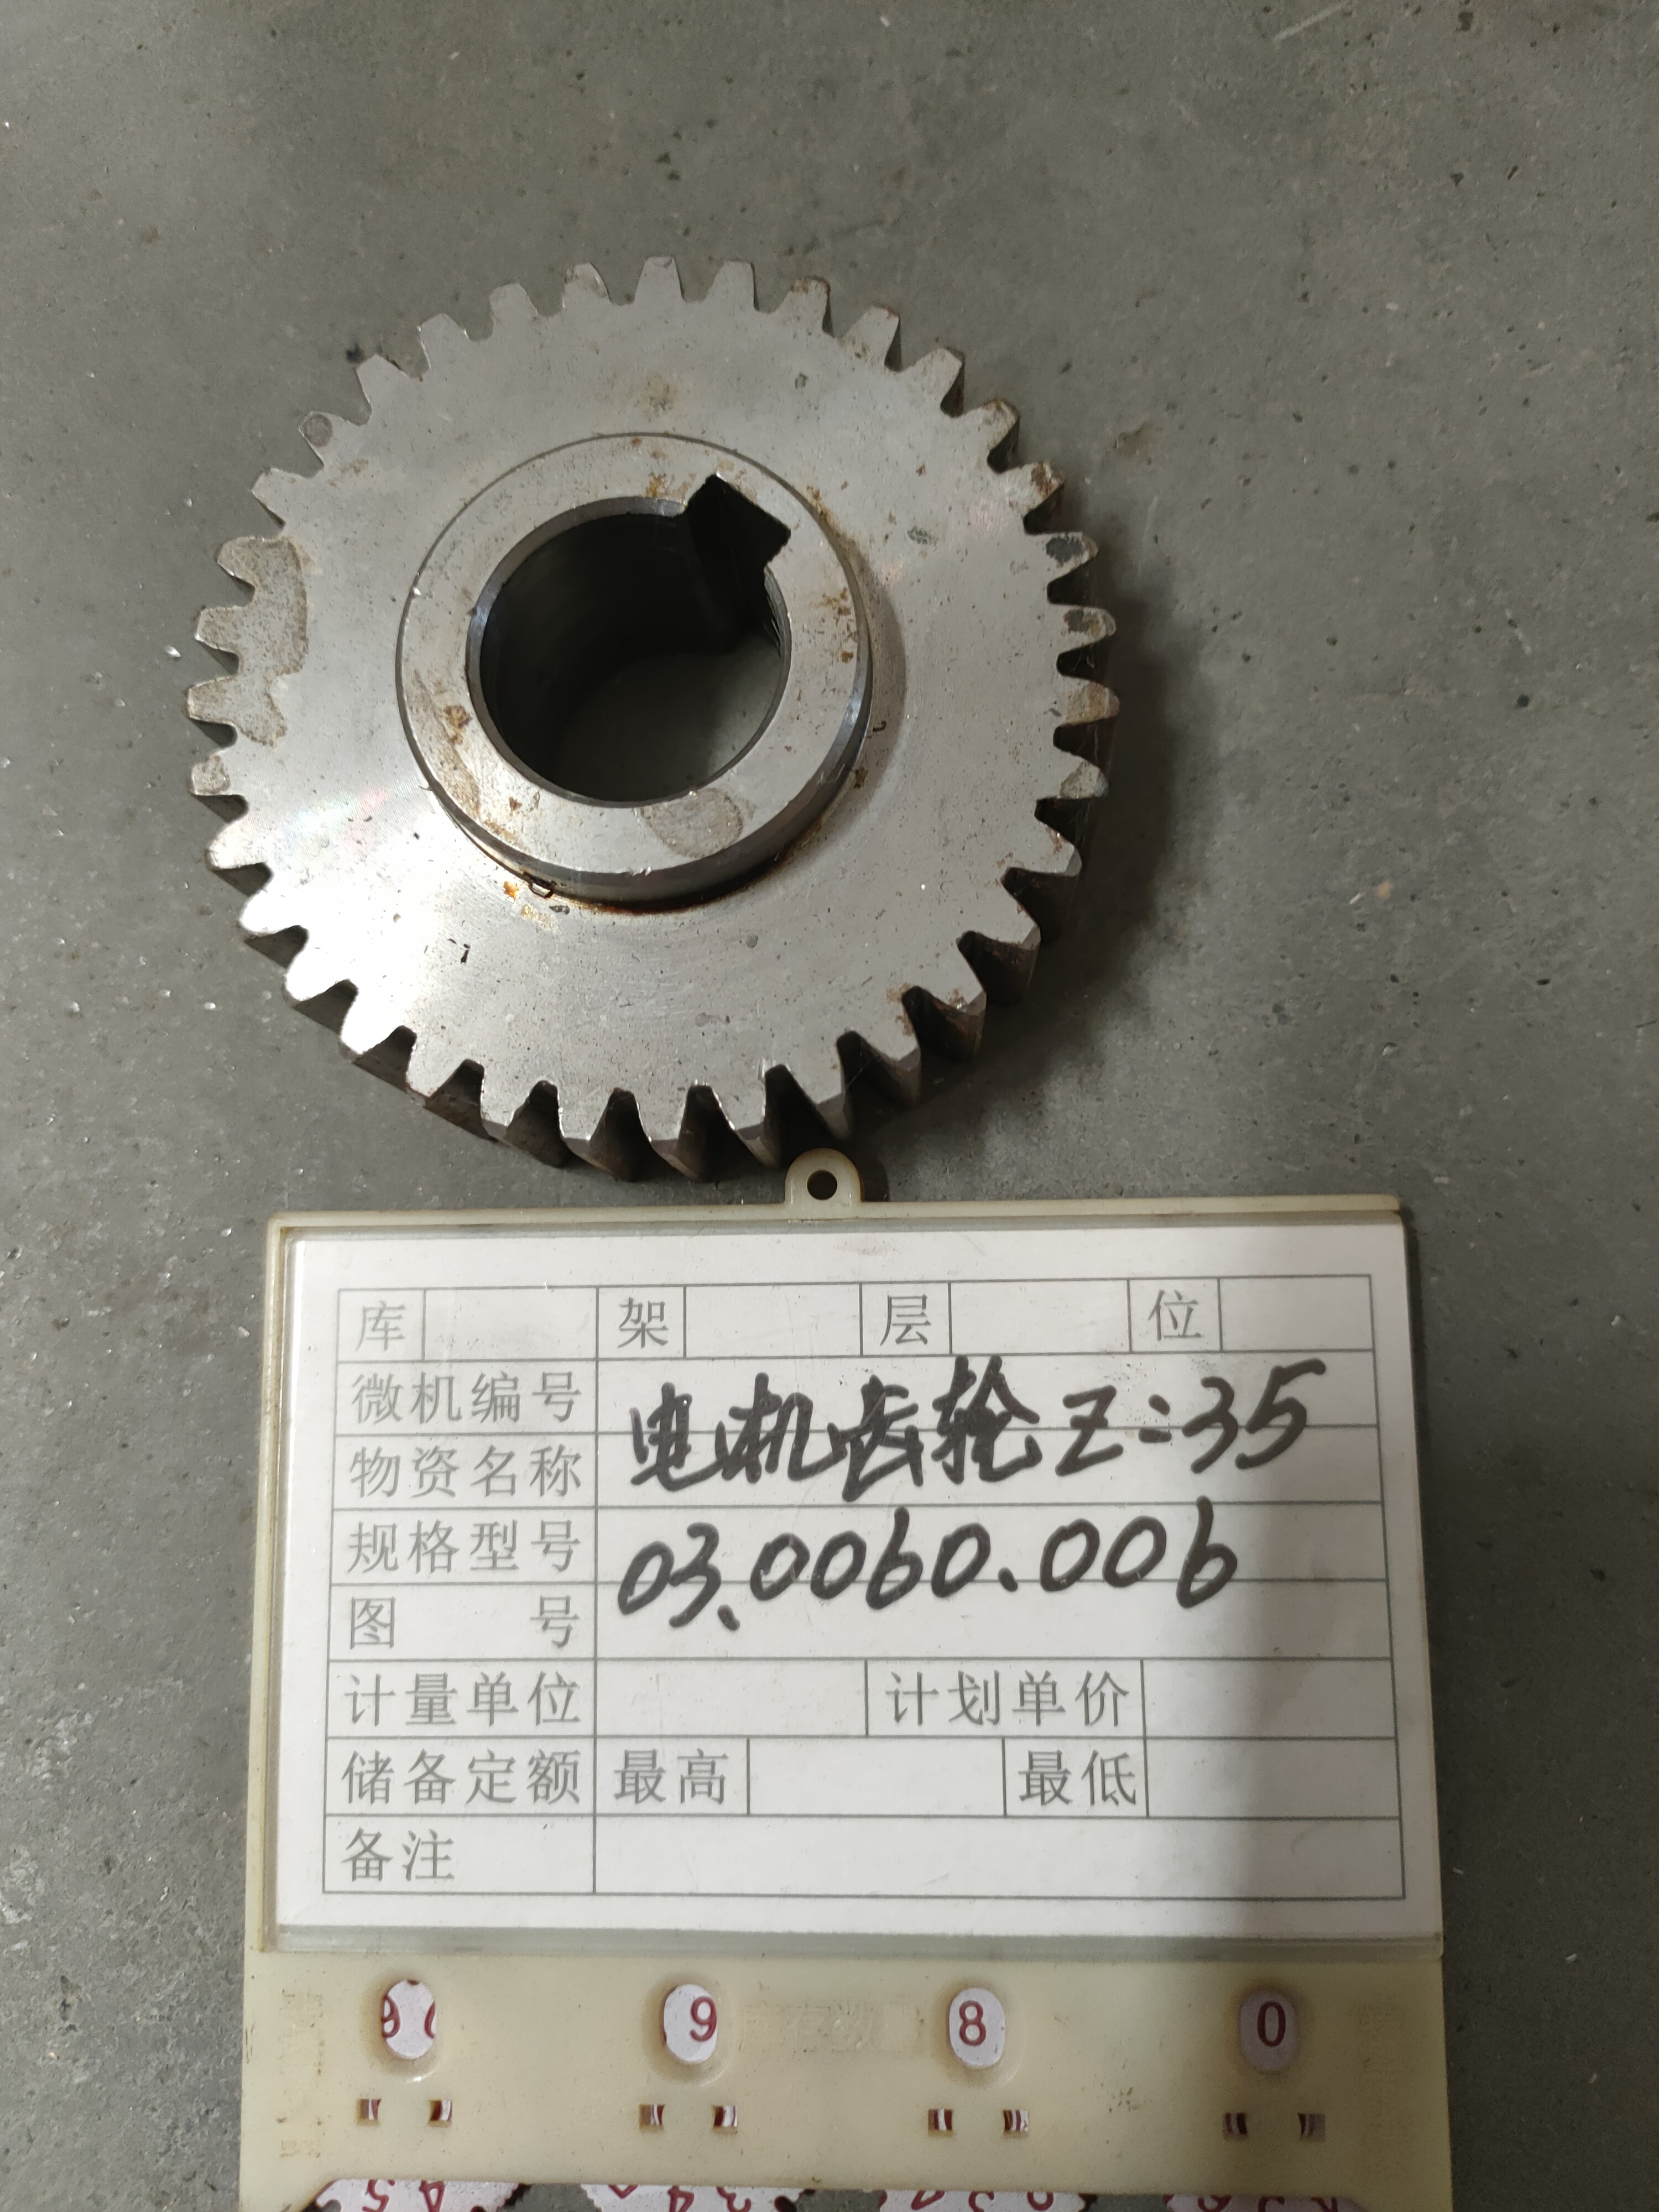 库 架 层 位
微机编号
电机齿轮 Z=35
物资名称
规格型号
03.0060.006
图 号
计量单位 计划单价
储备定额 最高 最低
备注
9 8 0